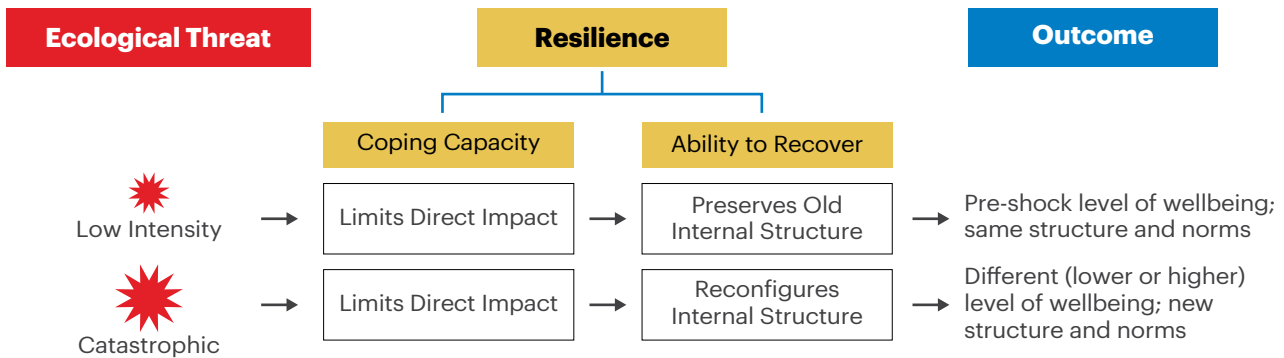 Ecological Threat
Resilience
Outcome
Coping Capacity
Ability to Recover
Low Intensity
Limits Direct Impact
Preserves Old
Internal Structure
Pre-shock level of wellbeing;
same structure and norms
Catastrophic
Limits Direct Impact
Reconfigures
Internal Structure
Different (lower or higher)
level of wellbeing; new
structure and norms